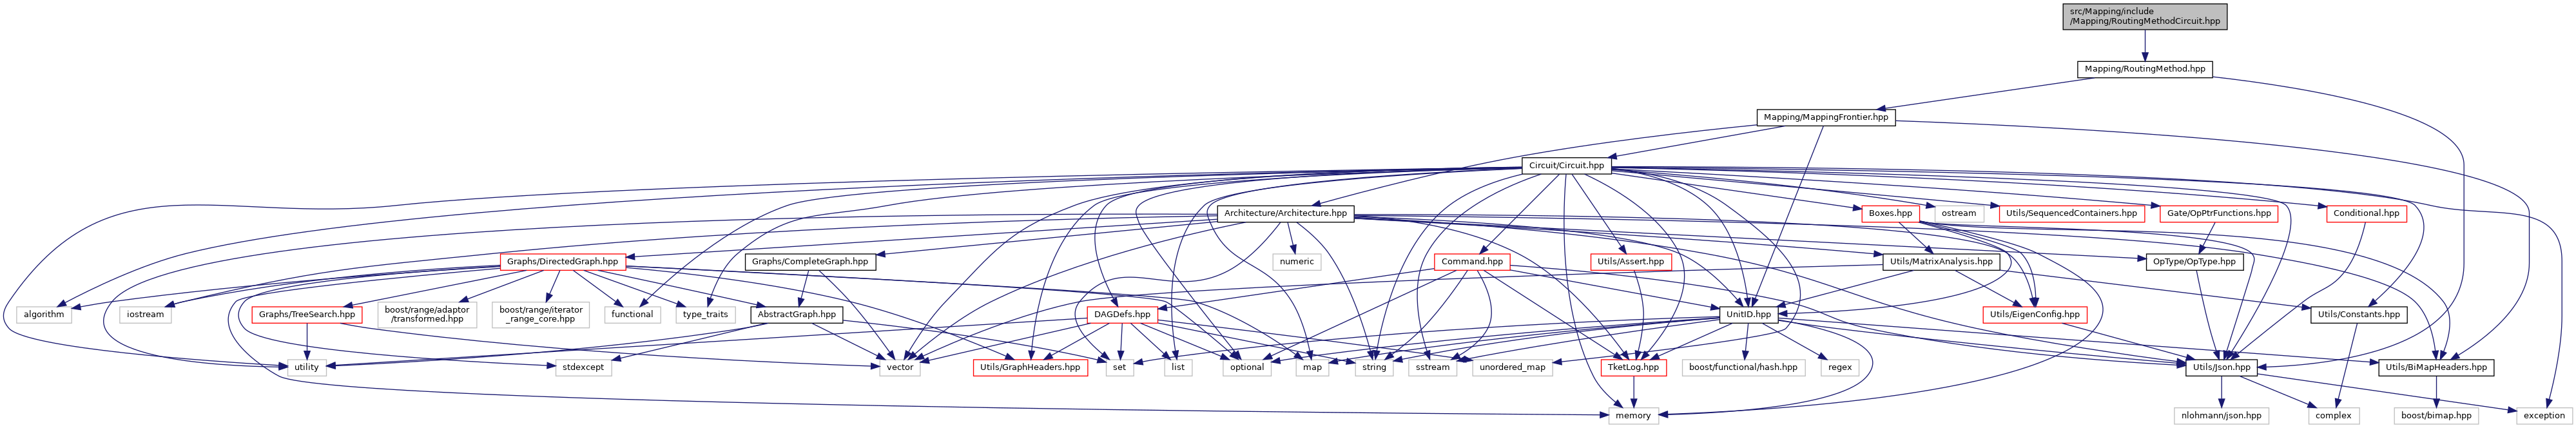 src/Mapping/include
/Mapping/RoutingMethodCircuit.hpp
Mapping/RoutingMethod.hpp
Mapping/MappingFrontier.hpp
Circuit/Circuit.hpp
Architecture/Architecture.hpp
Boxes.hpp
ostream
Utils/SequencedContainers.hpp
Gate/OpPtrFunctions.hpp
Conditional.hpp
Graphs/DirectedGraph.hpp
Graphs/CompleteGraph.hpp
numeric
Command.hpp
Utils/Assert.hpp
Utils/MatrixAnalysis.hpp
OpType/OpType.hpp
algorithm
iostream
Graphs/TreeSearch.hpp
boost/range/adaptor
/transformed.hpp
boost/range/iterator
_range_core.hpp
functional
type_traits
AbstractGraph.hpp
DAGDefs.hpp
UnitID.hpp
Utils/EigenConfig.hpp
Utils/Constants.hpp
utility
stdexcept
vector
Utils/GraphHeaders.hpp
set
list
optional
map
string
sstream
unordered_map
TketLog.hpp
boost/functional/hash.hpp
regex
Utils/Json.hpp
Utils/BiMapHeaders.hpp
memory
nlohmann/json.hpp
complex
boost/bimap.hpp
exception